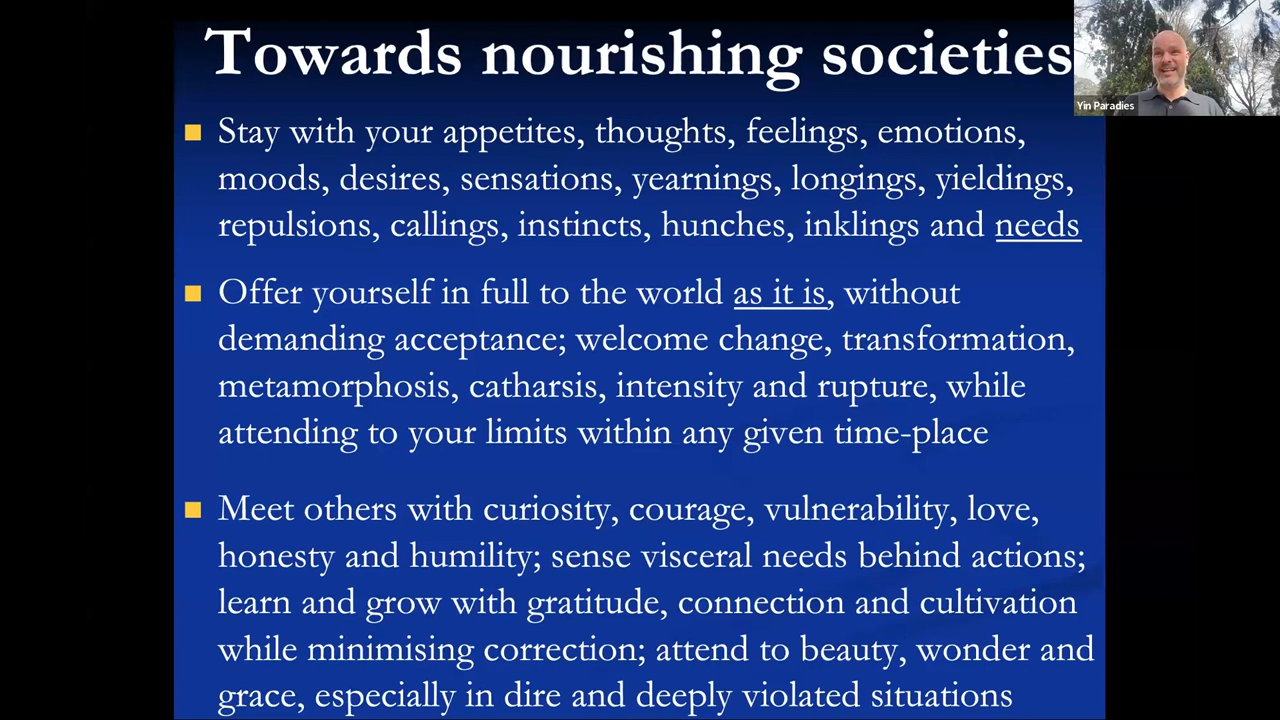 Towards nourishing societies
Yin Paradies
Stay with your appetites, thoughts, feelings, emotions,
moods, desires, sensations, yearnings, longings, yieldings,
repulsions, callings, instincts, hunches, inklings and needs
Offer yourself in full to the world as it is, without
demanding acceptance; welcome change, transformation,
metamorphosis, catharsis, intensity and rupture, while
attending to your limits within any given time-place
Meet others with curiosity, courage, vulnerability, love,
honesty and humility; sense visceral needs behind actions;
learn and grow with gratitude, connection and cultivation
while minimising correction; attend to beauty, wonder and
grace, especially in dire and deeply violated situations